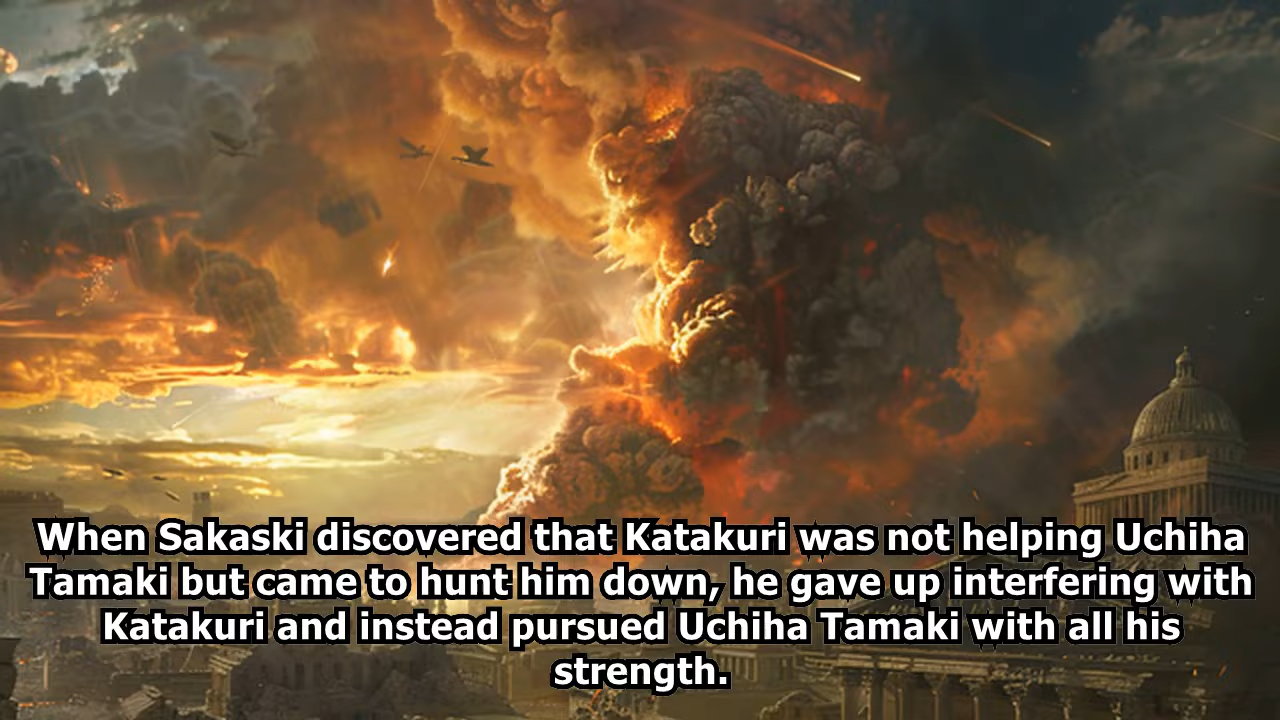 When Sakaski discovered that Katakuri was not helping Uchiha
Tamaki but came to hunt him down, he gave up interfering with
Katakuri and instead pursued Uchiha Tamaki with all his
strength.